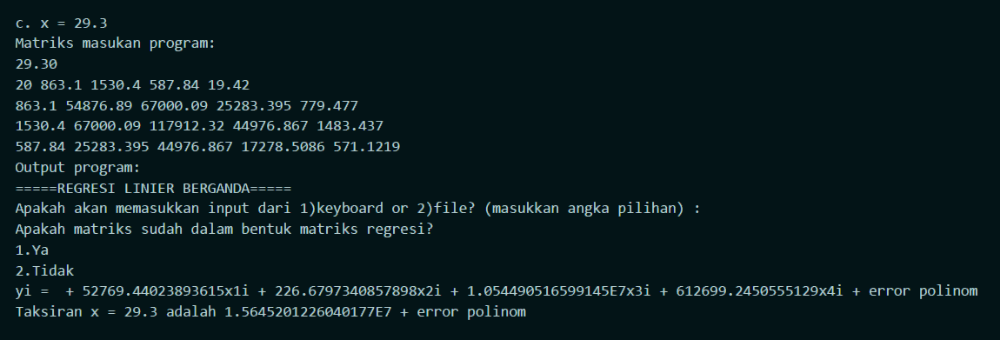 c. x = 29.3
Matriks masukan program:
29.30
20 863.1 1530.4 587.84 19.42
863.1 54876.89 67000.09 25283.395 779.477
1530.4 67000.09 117912.32 44976.867 1483.437
587.84 25283.395 44976.867 17278.5086 571.1219
Output program:
=====REGRESI LINIER BERGANDA=====
Apakah akan memasukkan input dari 1)keyboard or 2)file? (masukkan angka pilihan) :
Apakah matriks sudah dalam bentuk matriks regresi?
1.Ya
2.Tidak
yi =  + 52769.44023893615x1i + 226.6797340857898x2i + 1.054490516599145E7x3i + 612699.2450555129x4i + error polinom
Taksiran x = 29.3 adalah 1.5645201226040177E7 + error polinom